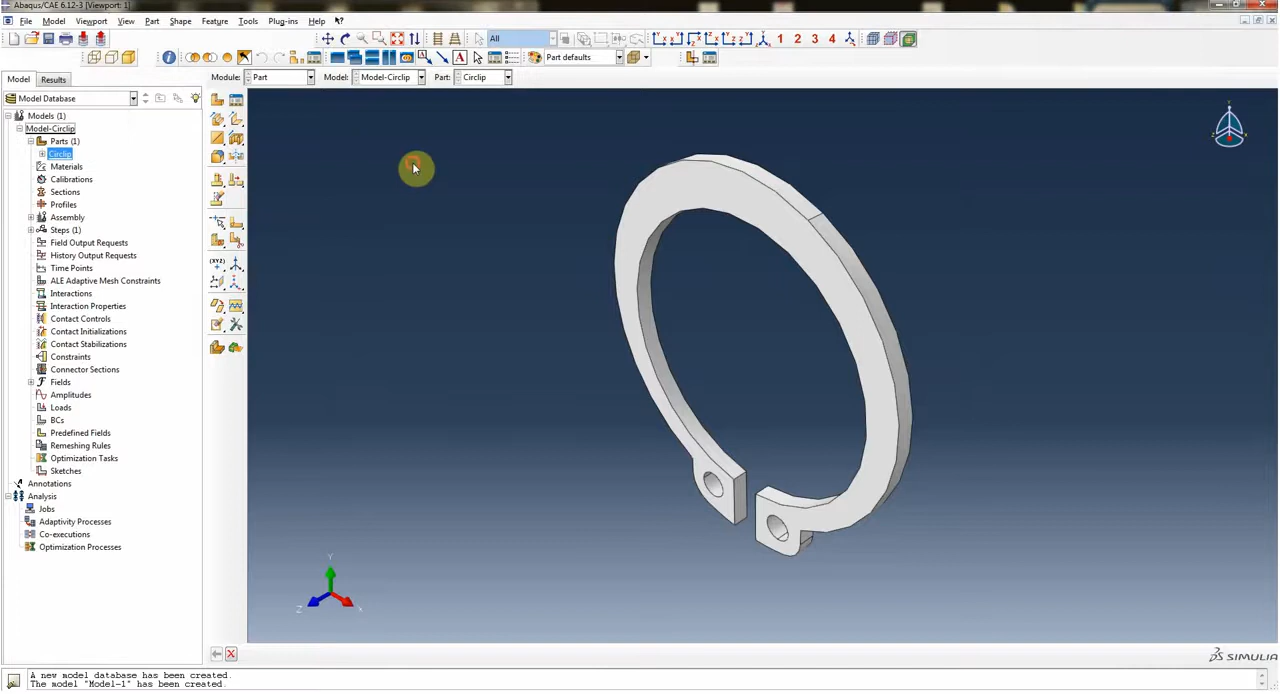 Abaqus/CAE 6.12-3 [Viewport: 1]
File Model Viewport View Part Shape Feature Tools Plug-ins Help
All
1 2 3 4
Part defaults
Model Results
Module: Part Model: Model-Circlip Part: Circlip
Model Database
Models (1)
Model-Circlip
Parts (1)
Circlip
Materials
Calibrations
Sections
Profiles
Assembly
Steps (1)
Field Output Requests
History Output Requests
Time Points
ALE Adaptive Mesh Constraints
Interactions
Interaction Properties
Contact Controls
Contact Initializations
Contact Stabilizations
Constraints
Connector Sections
Fields
Amplitudes
Loads
BCs
Predefined Fields
Remeshing Rules
Optimization Tasks
Sketches
Annotations
Analysis
Jobs
Adaptivity Processes
Co-executions
Optimization Processes
(XYZ)
Y
Z X
SIMULIA
A new model database has been created.
The model "Model-1" has been created.